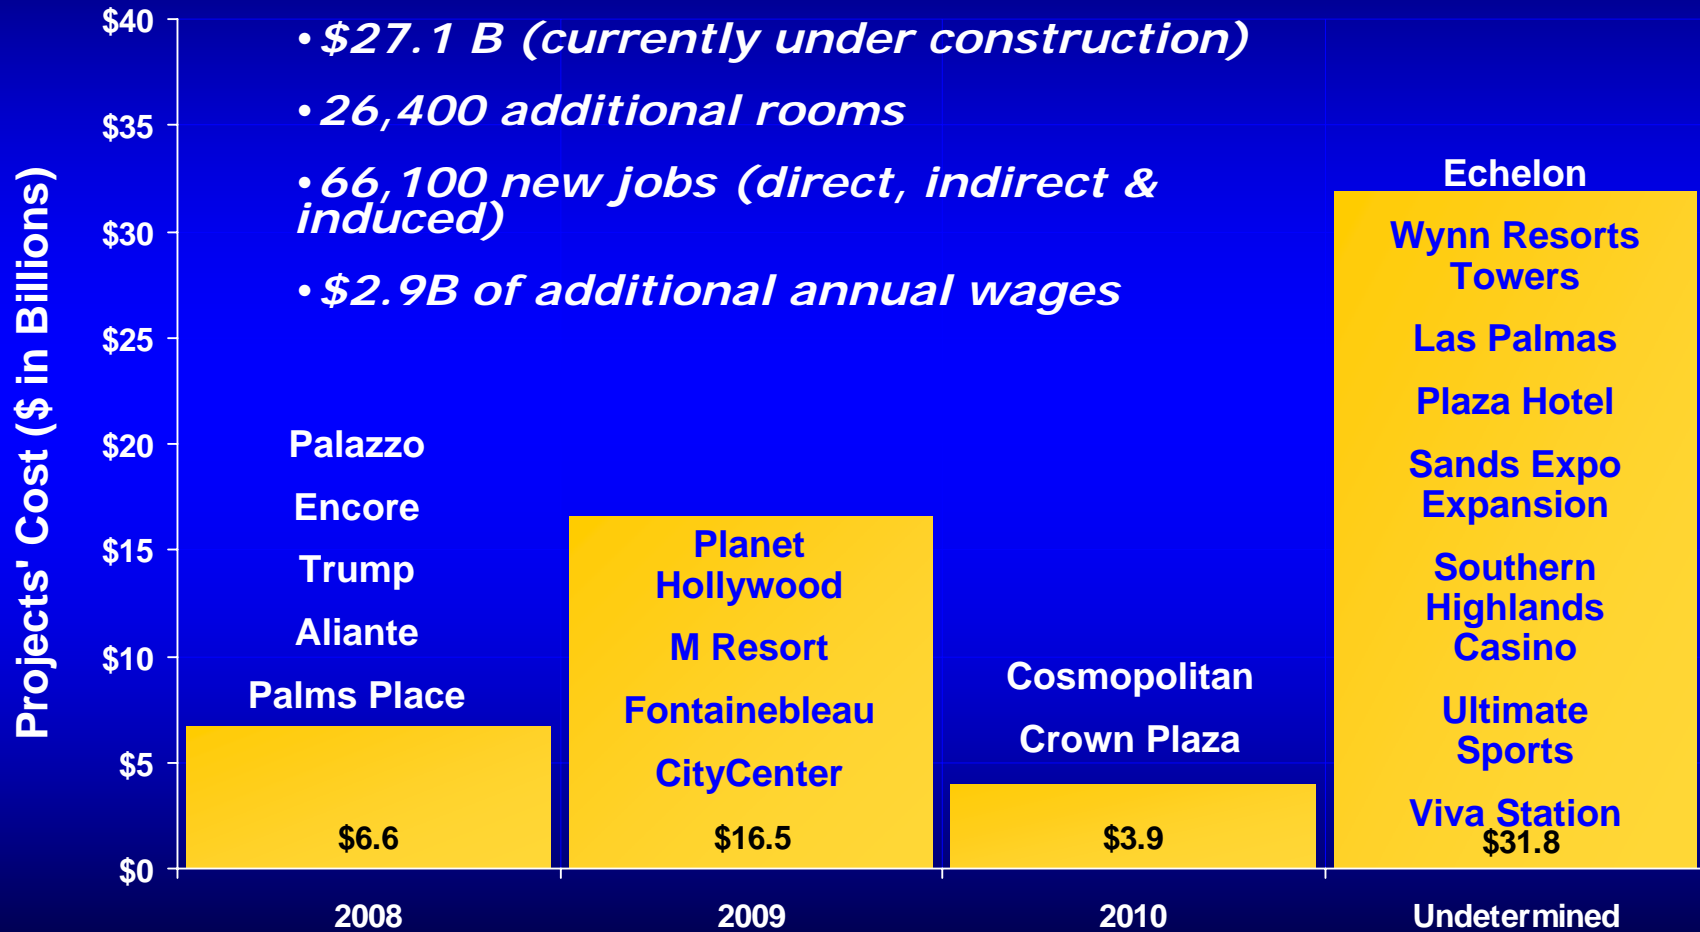 • $27.1 B (currently under construction)
• 26,400 additional rooms
• 66,100 new jobs (direct, indirect &
induced)
• $2.9B of additional annual wages
Projects' Cost ($ in Billions)
$40
$35
$30
$25
$20
$15
$10
$5
$0
Palazzo
Encore
Trump
Aliante
Palms Place
$6.6
2008
Planet
Hollywood
M Resort
Fontainebleau
CityCenter
$16.5
2009
Cosmopolitan
Crown Plaza
$3.9
2010
Echelon
Wynn Resorts
Towers
Las Palmas
Plaza Hotel
Sands Expo
Expansion
Southern
Highlands
Casino
Ultimate
Sports
Viva Station
$31.8
Undetermined